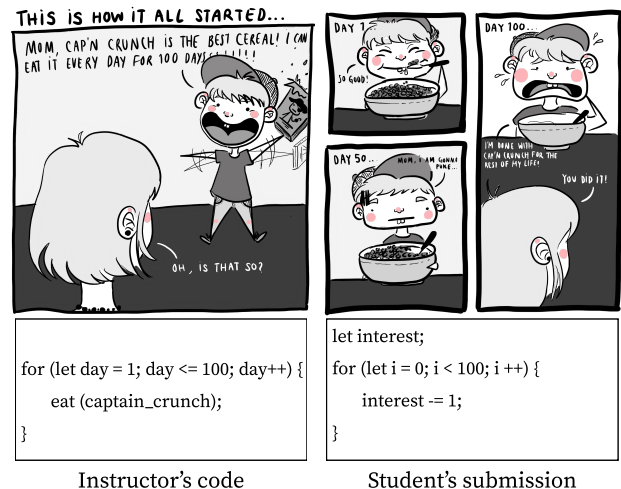 THIS IS HOW IT ALL STARTED...
MOM, CAP'N CRUNCH IS THE BEST CEREAL! I CAN
EAT IT EVERY DAY FOR 100 DAYS!!!!!!!
OH, IS THAT SO?
DAY 1
SO GOOD!
DAY 50..
MOM, I AM GONNA
PUKE...
DAY 100...
I'M DONE WITH
CAP'N CRUNCH FOR THE
REST OF MY LIFE!
YOU DID IT!
for (let day = 1; day <= 100; day++) {
eat (captain_crunch);
}
Instructor's code
let interest;
for (let i = 0; i < 100; i ++) {
interest -= 1;
}
Student's submission